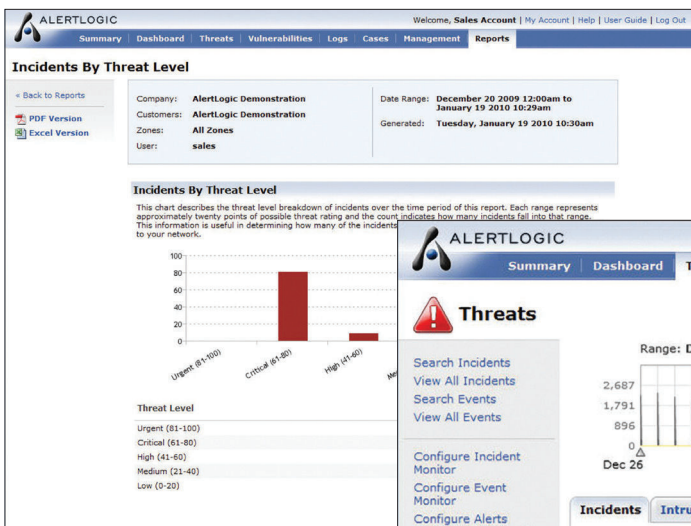 ALERTLOGIC
Welcome, Sales Account | My Account | Help | User Guide | Log Out
Summary | Dashboard | Threats | Vulnerabilities | Logs | Cases | Management | Reports
Incidents By Threat Level
« Back to Reports
PDF Version
Excel Version
Company: AlertLogic Demonstration
Customers: AlertLogic Demonstration
Zones: All Zones
User: sales
Date Range: December 20 2009 12:00am to
January 19 2010 10:29am
Generated: Tuesday, January 19 2010 10:30am
Incidents By Threat Level
This chart describes the threat level breakdown of incidents over the time period of this report. Each range represents
approximately twenty points of possible threat rating and the count indicates how many incidents fall into that range.
This information is useful in determining how many of the incidents
to your network.
100
80
60
40
20
0
Urgent (81-100)
Critical (61-80)
High (41-60)
Threat Level
Urgent (81-100)
Critical (61-80)
High (41-60)
Medium (21-40)
Low (0-20)
ALERTLOGIC
Summary | Dashboard
Threats
Search Incidents
View All Incidents
Search Events
View All Events
Configure Incident
Monitor
Configure Event
Monitor
Configure Alerts
Range:
2,687
1,791
896
0
Dec 26
Incidents